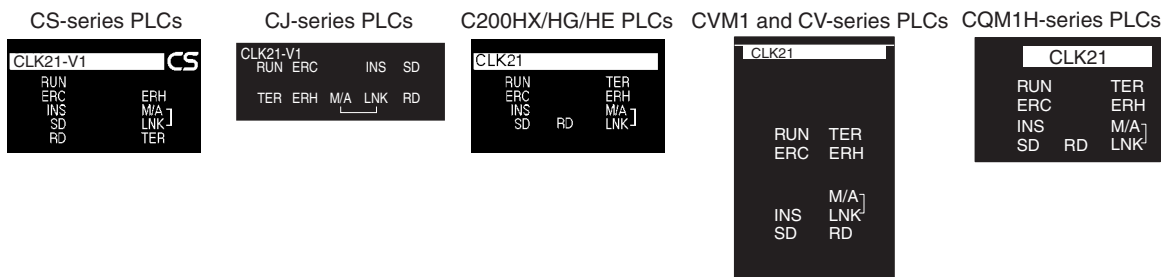 CS-series PLCs
CLK21-V1 CS
RUN
ERC ERH
INS M/A
SD LNK
RD TER
CJ-series PLCs
CLK21-V1
RUN ERC INS SD
TER ERH M/A LNK RD
C200HX/HG/HE PLCs
CLK21
RUN TER
ERC ERH
INS M/A
SD RD LNK
CVM1 and CV-series PLCs
CLK21
RUN TER
ERC ERH
M/A
INS LNK
SD RD
CQM1H-series PLCs
CLK21
RUN TER
ERC ERH
INS M/A
SD RD LNK